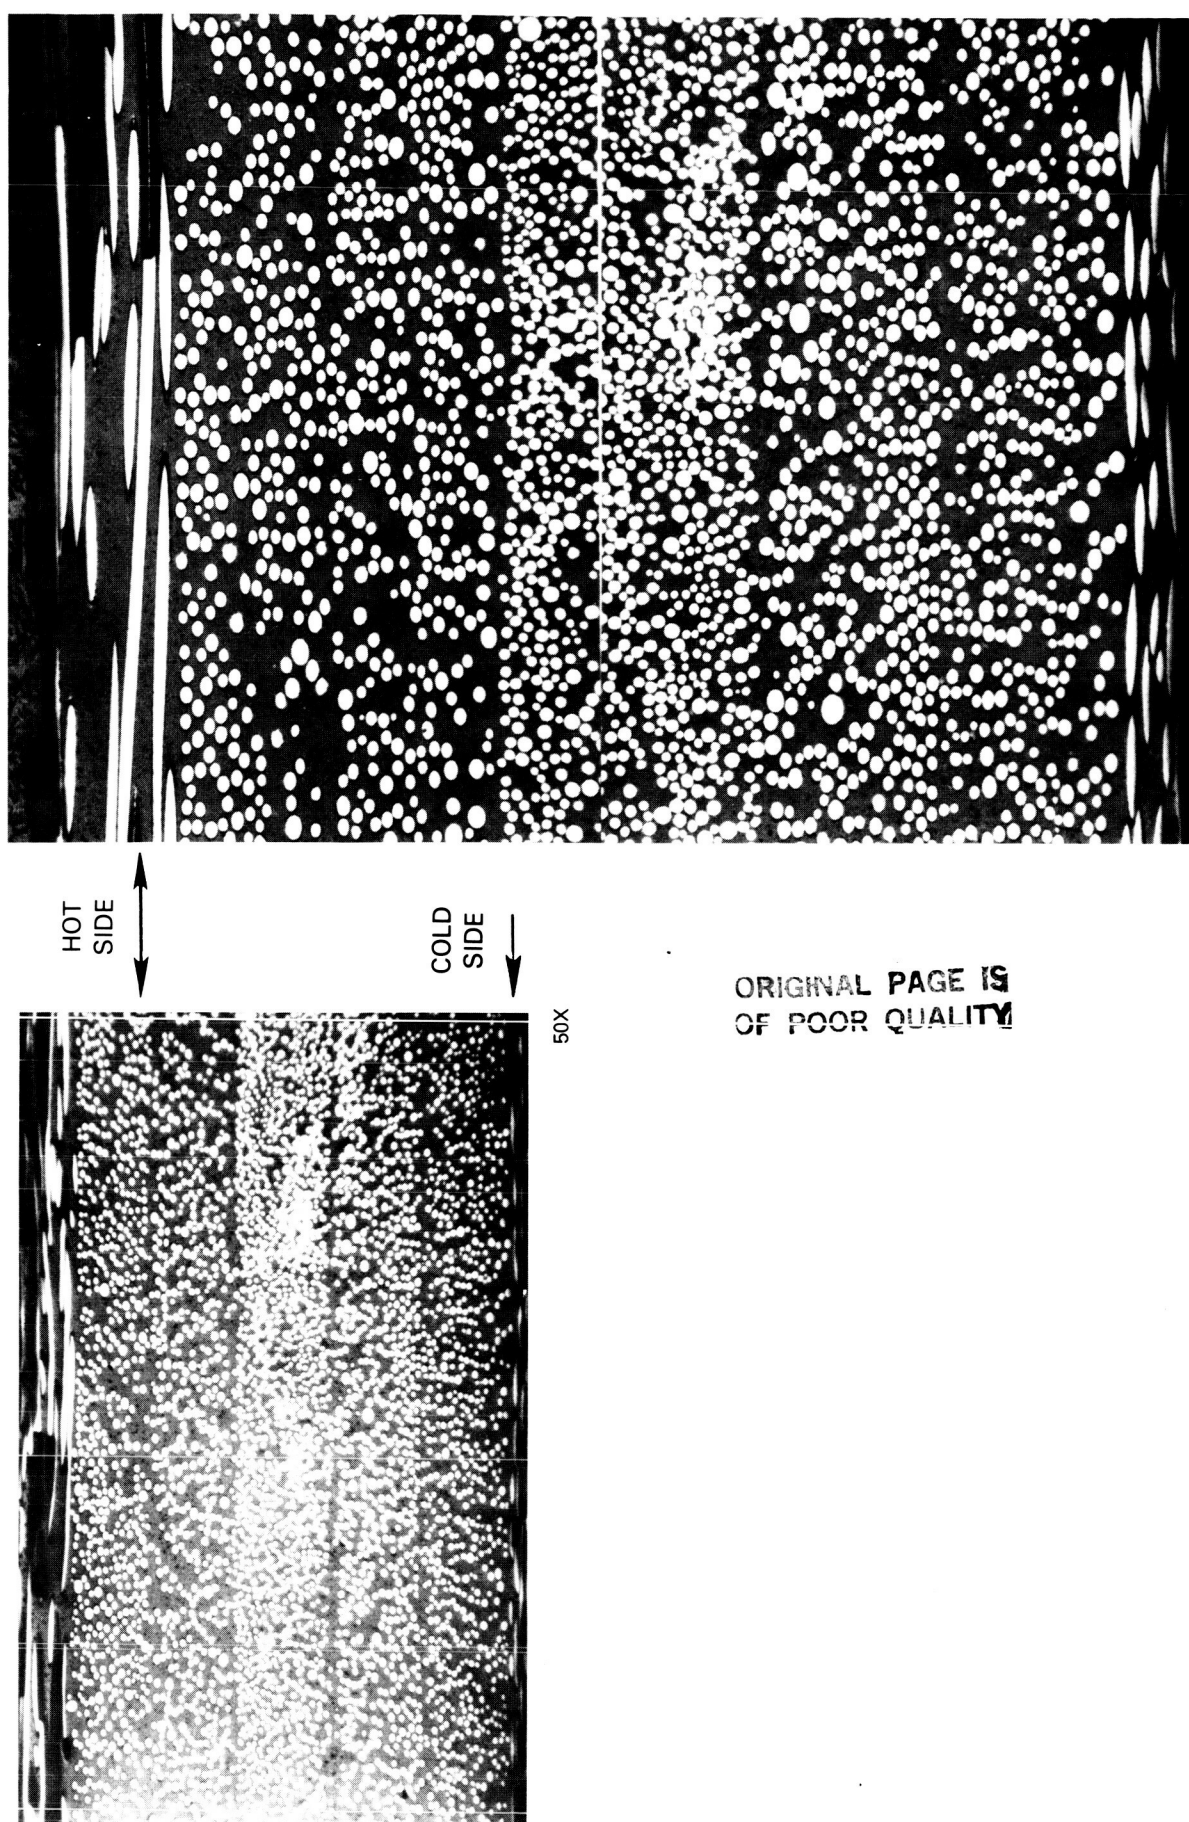 HOT
SIDE
COLD
SIDE
50X
ORIGINAL PAGE IS
OF POOR QUALITY